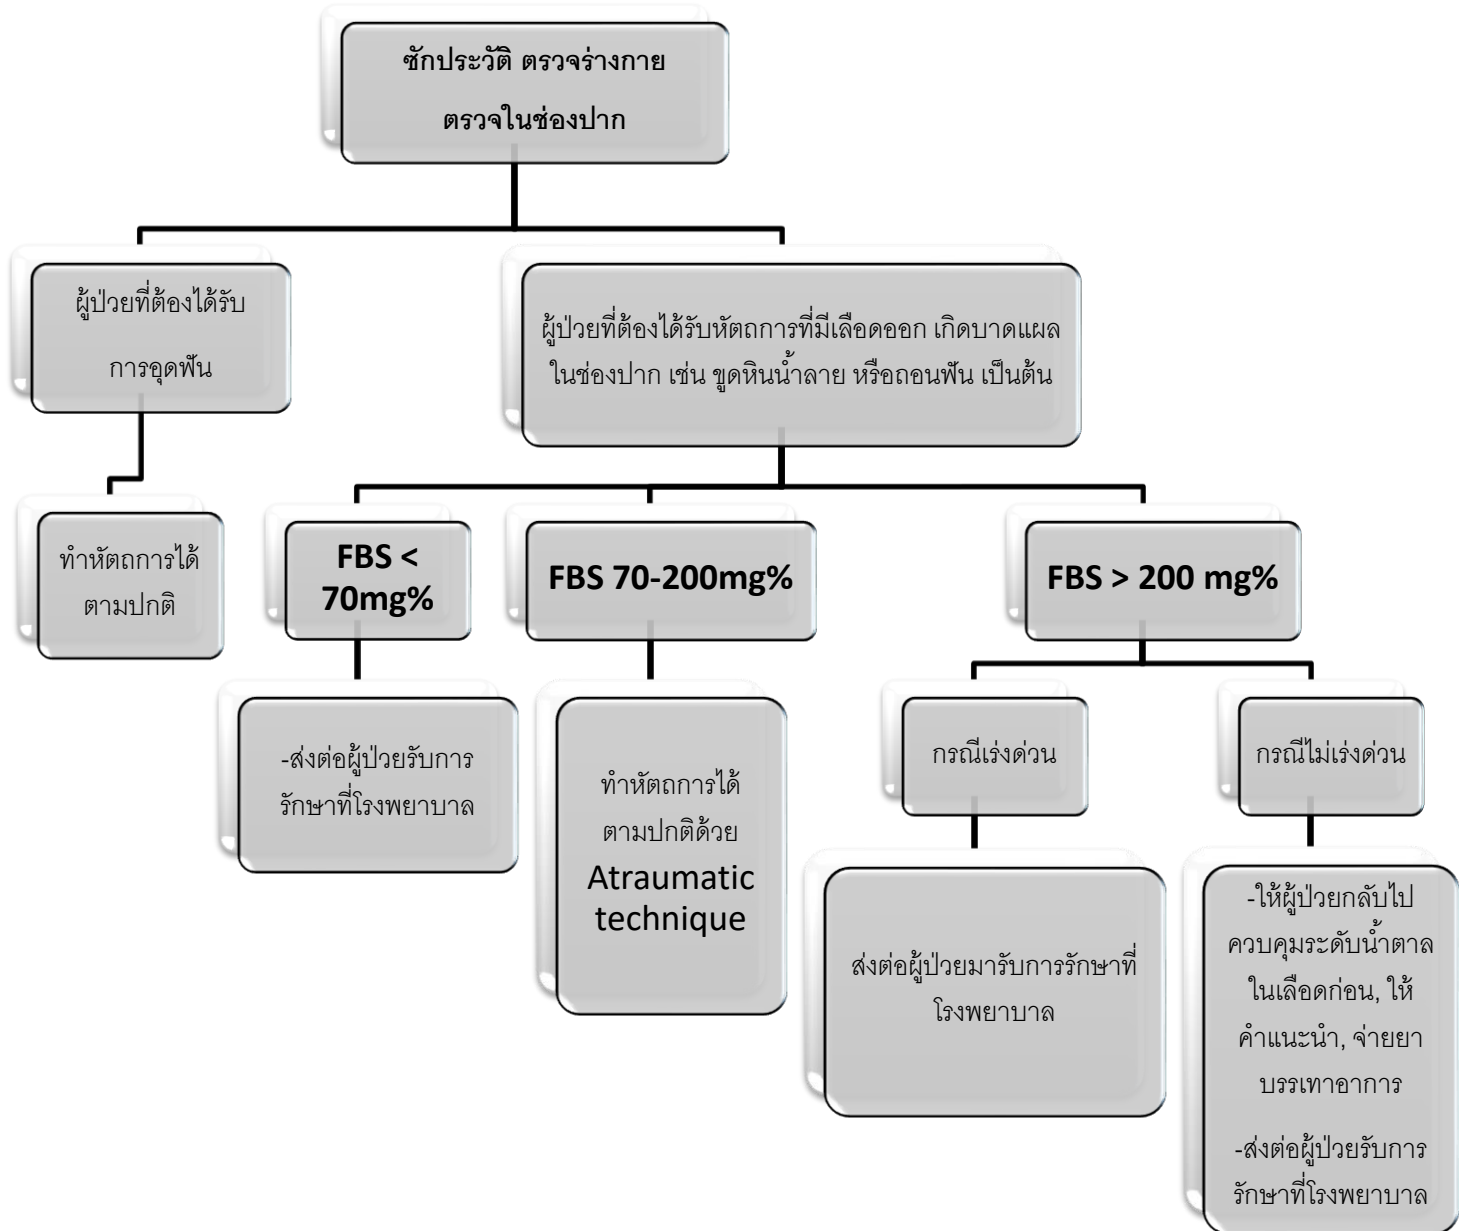 ซักประวัติ ตรวจร่างกาย
ตรวจในช่องปาก
ผู้ป่วยที่ต้องได้รับ
การอุดฟัน
ผู้ป่วยที่ต้องได้รับหัตถการที่มีเลือดออก เกิดบาดแผล
ในช่องปาก เช่น ขูดหินน้ำลาย หรือถอนฟัน เป็นต้น
ทำหัตถการได้
ตามปกติ
FBS <
70mg%
FBS 70-200mg%
FBS > 200 mg%
-ส่งต่อผู้ป่วยรับการ
รักษาที่โรงพยาบาล
ทำหัตถการได้
ตามปกติด้วย
Atraumatic
technique
กรณีเร่งด่วน
กรณีไม่เร่งด่วน
ส่งต่อผู้ป่วยมารับการรักษาที่
โรงพยาบาล
-ให้ผู้ป่วยกลับไป
ควบคุมระดับน้ำตาล
ในเลือดก่อน, ให้
คำแนะนำ, จ่ายยา
บรรเทาอาการ
-ส่งต่อผู้ป่วยรับการ
รักษาที่โรงพยาบาล